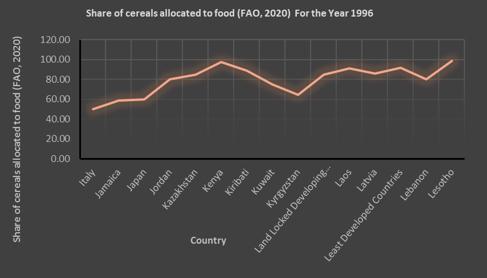 Share of cereals allocated to food (FAO, 2020)  For the Year 1996
Share of cereals allocated to food (FAO, 2020)
120.00
100.00
80.00
60.00
40.00
20.00
0.00
Italy
Jamaica
Japan
Jordan
Kazakhstan
Kenya
Kiribati
Kuwait
Kyrgyzstan
Land Locked Developing...
Laos
Latvia
Least Developed Countries
Lebanon
Lesotho
Country